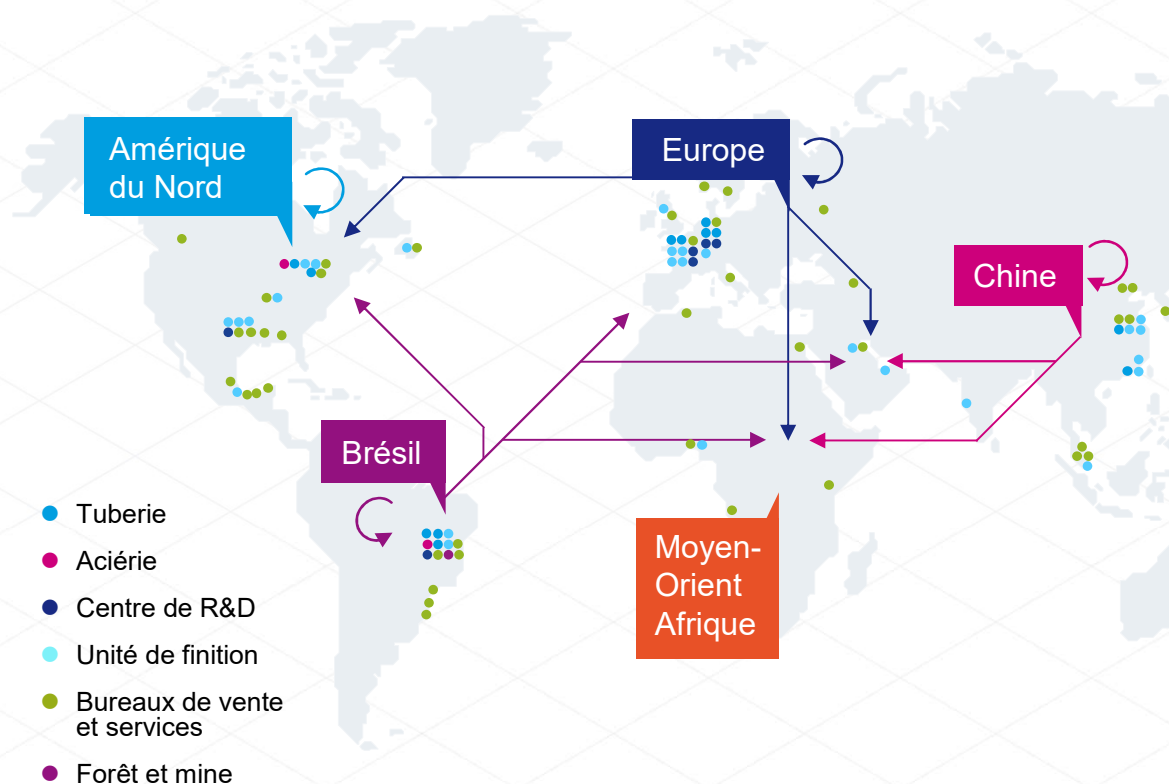 Amérique
du Nord
Europe
Chine
Brésil
Moyen-
Orient
Afrique
Tuberie
Aciérie
Centre de R&D
Unité de finition
Bureaux de vente
et services
Forêt et mine